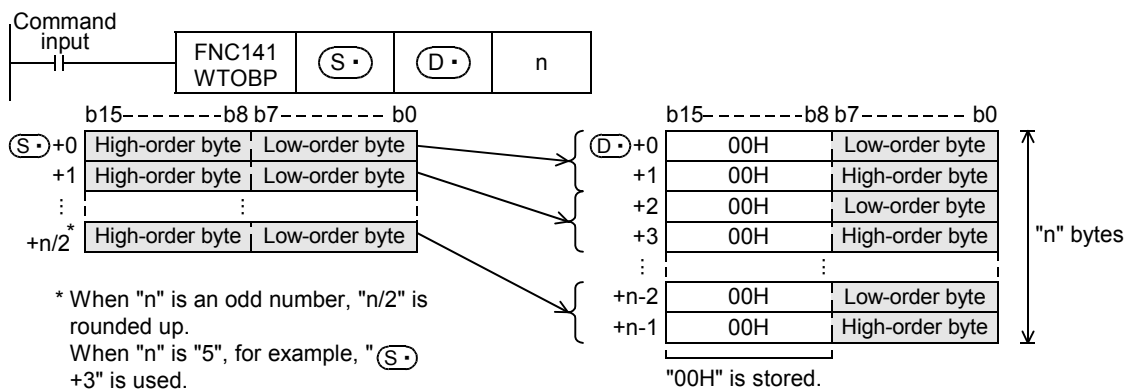 Command
input
FNC141
WTOBP
S·
D·
n
b15-------b8 b7------- b0
S· +0 High-order byte Low-order byte
+1 High-order byte Low-order byte
⋮ ⋮
+n/2* High-order byte Low-order byte
* When "n" is an odd number, "n/2" is
rounded up.
When "n" is "5", for example, "S·
+3" is used.
b15------b8 b7------ b0
D· +0 00H Low-order byte
+1 00H High-order byte
+2 00H Low-order byte
+3 00H High-order byte
⋮ ⋮
+n-2 00H Low-order byte
+n-1 00H High-order byte
"n" bytes
"00H" is stored.